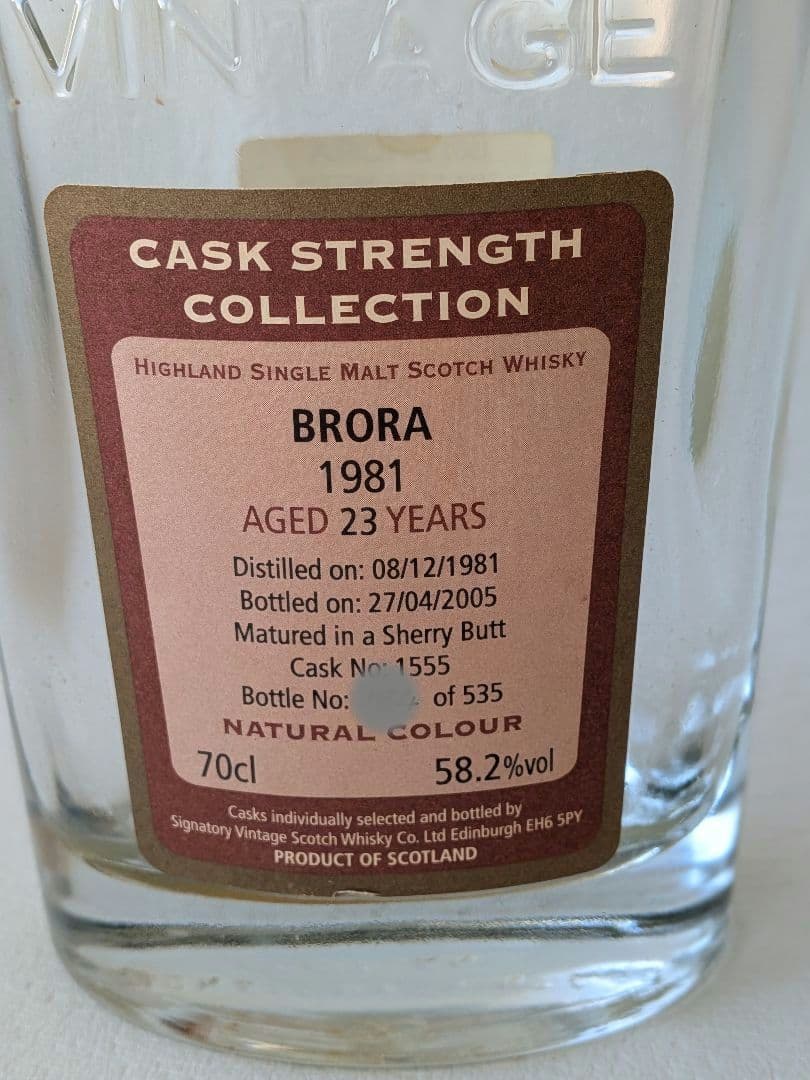 VINTAGE
CASK STRENGTH
COLLECTION
HIGHLAND SINGLE MALT SCOTCH WHISKY
BRORA
1981
AGED 23 YEARS
Distilled on: 08/12/1981
Bottled on: 27/04/2005
Matured in a Sherry Butt
Cask No: 1555
Bottle No: of 535
NATURAL COLOUR
70cl 58.2%vol
Casks individually selected and bottled by
Signatory Vintage Scotch Whisky Co. Ltd Edinburgh EH6 5PY
PRODUCT OF SCOTLAND